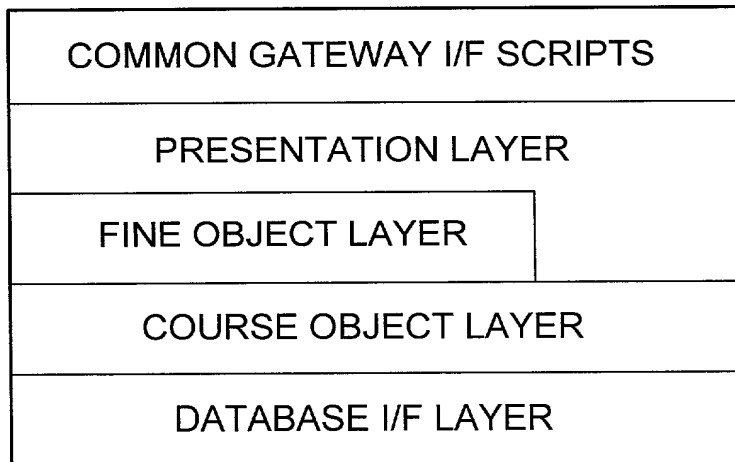 COMMON GATEWAY I/F SCRIPTS
PRESENTATION LAYER
FINE OBJECT LAYER
COURSE OBJECT LAYER
DATABASE I/F LAYER